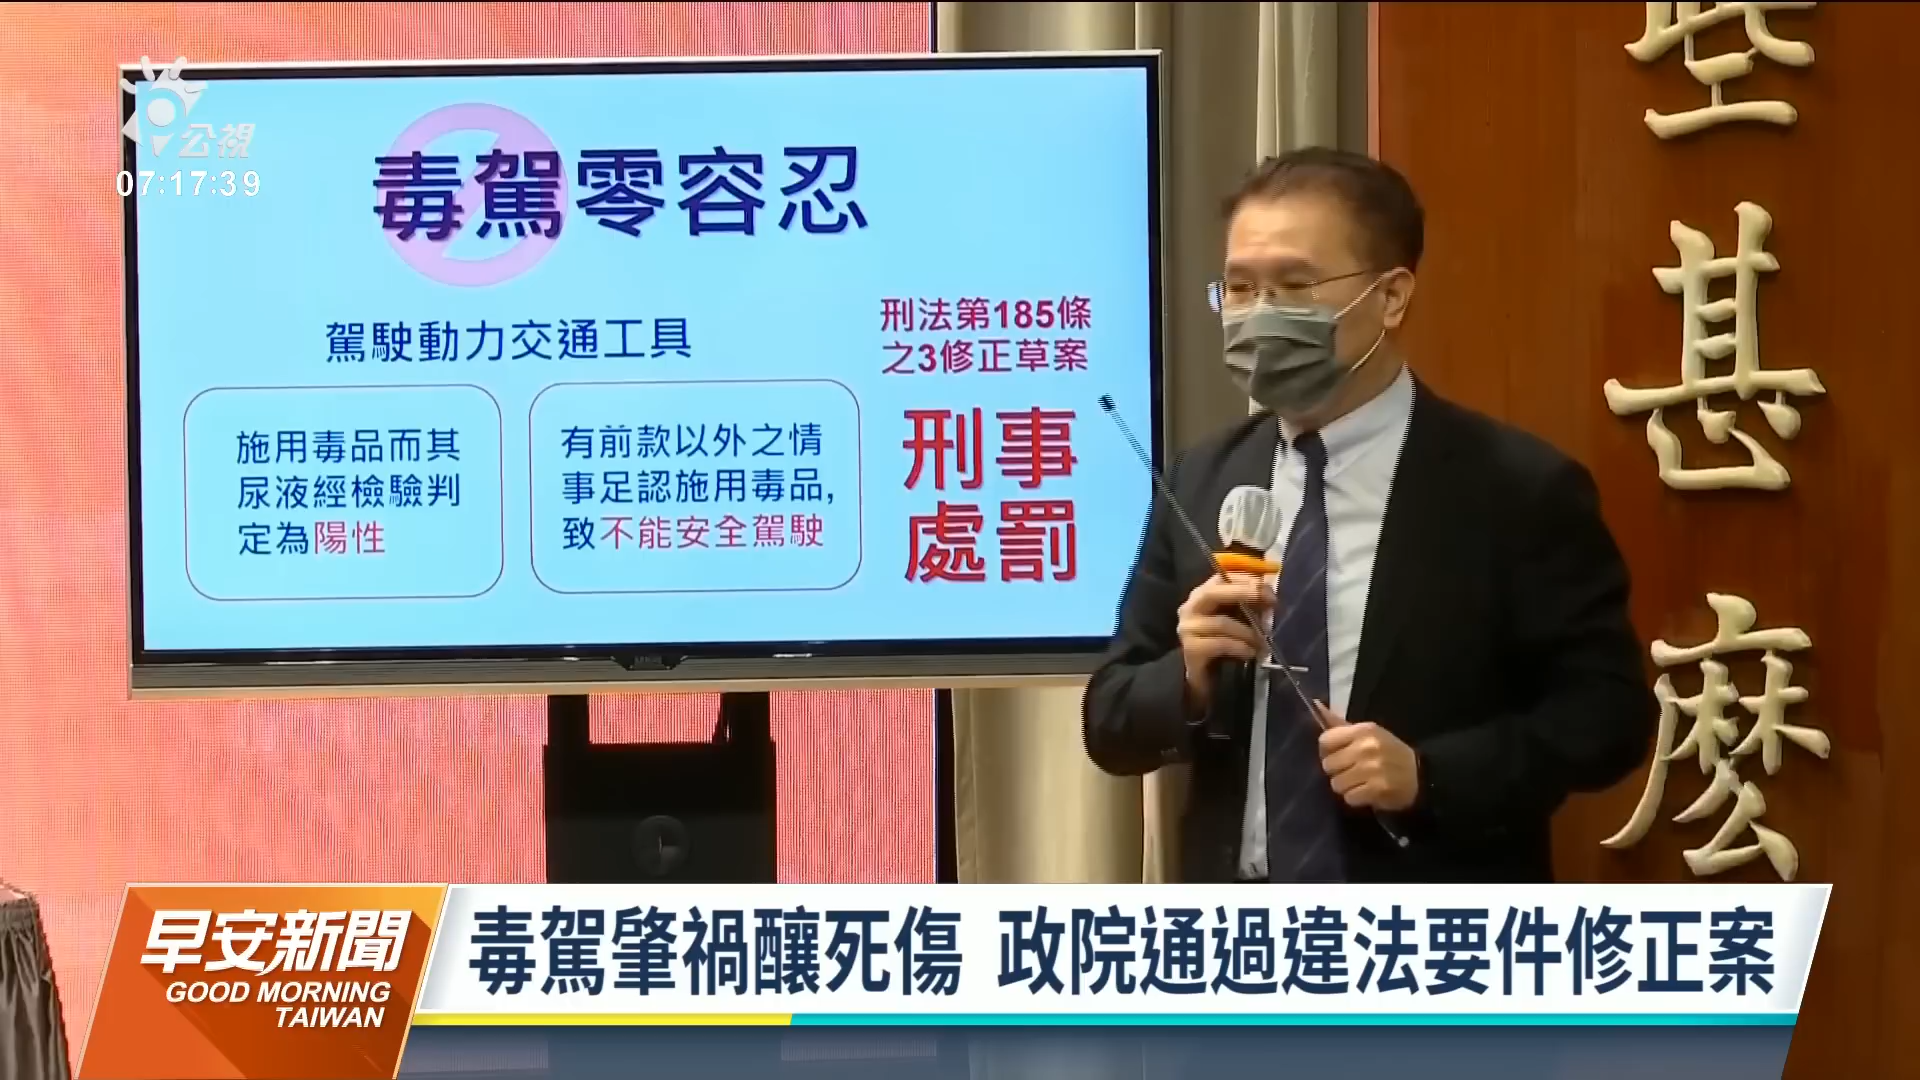 公視
07:17:39
毒駕零容忍
駕駛動力交通工具
施用毒品而其
尿液經檢驗判
定為陽性
有前款以外之情
事足認施用毒品,
致不能安全駕駛
刑法第185條
之3修正草案
刑事
處罰
甚
麼
早安新聞
GOOD MORNING
TAIWAN
毒駕肇禍釀死傷 政院通過違法要件修正案